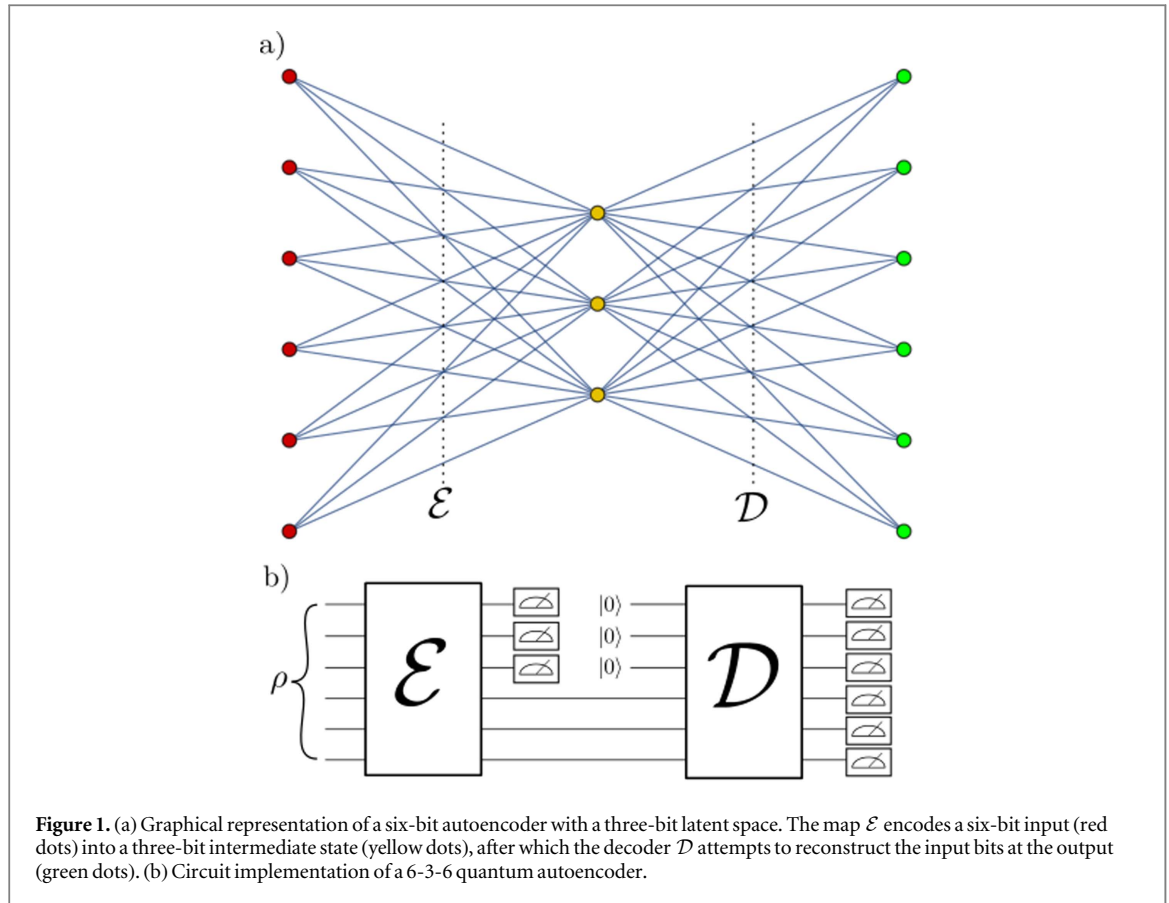 a)
ℰ
𝒟
b)
|0⟩
|0⟩
|0⟩
ρ
ℰ
𝒟
Figure 1. (a) Graphical representation of a six-bit autoencoder with a three-bit latent space. The map ℰ encodes a six-bit input (red
dots) into a three-bit intermediate state (yellow dots), after which the decoder 𝒟 attempts to reconstruct the input bits at the output
(green dots). (b) Circuit implementation of a 6-3-6 quantum autoencoder.